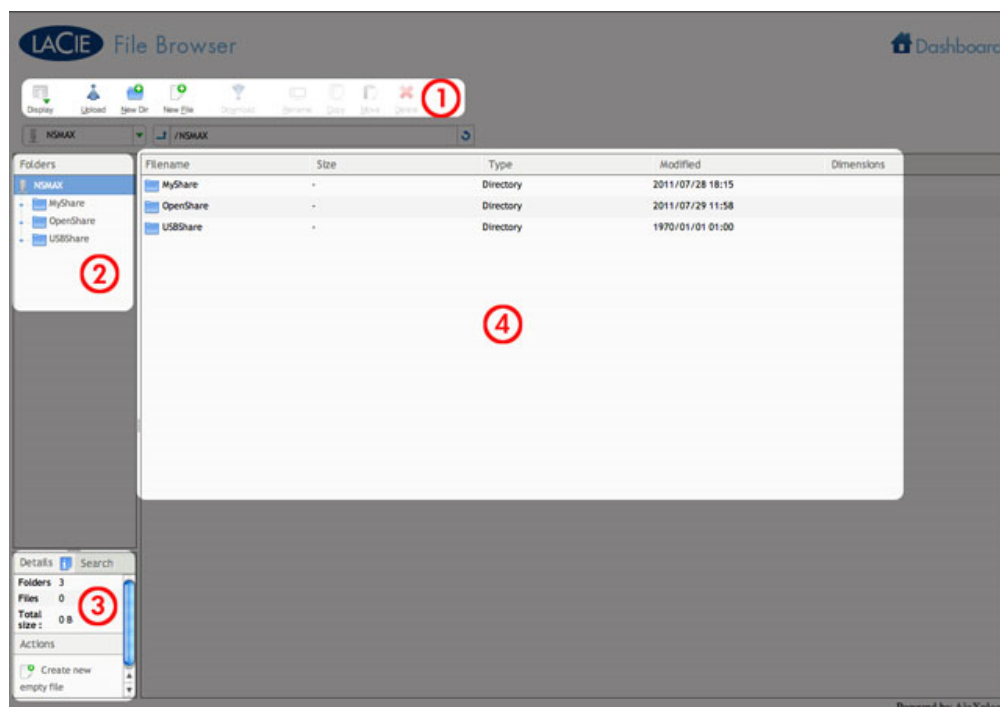 LACIE File Browser
Dashboard
Display Upload New Dir New File Download Rename Copy Move Delete 1
NSMAX /NSMAX
Folders
NSMAX
MyShare
OpenShare
USBShare
2
Filename Size Type Modified Dimensions
MyShare - Directory 2011/07/28 18:15
OpenShare - Directory 2011/07/29 11:58
USBShare - Directory 1970/01/01 01:00
4
Details Search
Folders 3
Files 0
Total
size : 0 B
3
Actions
Create new
empty file